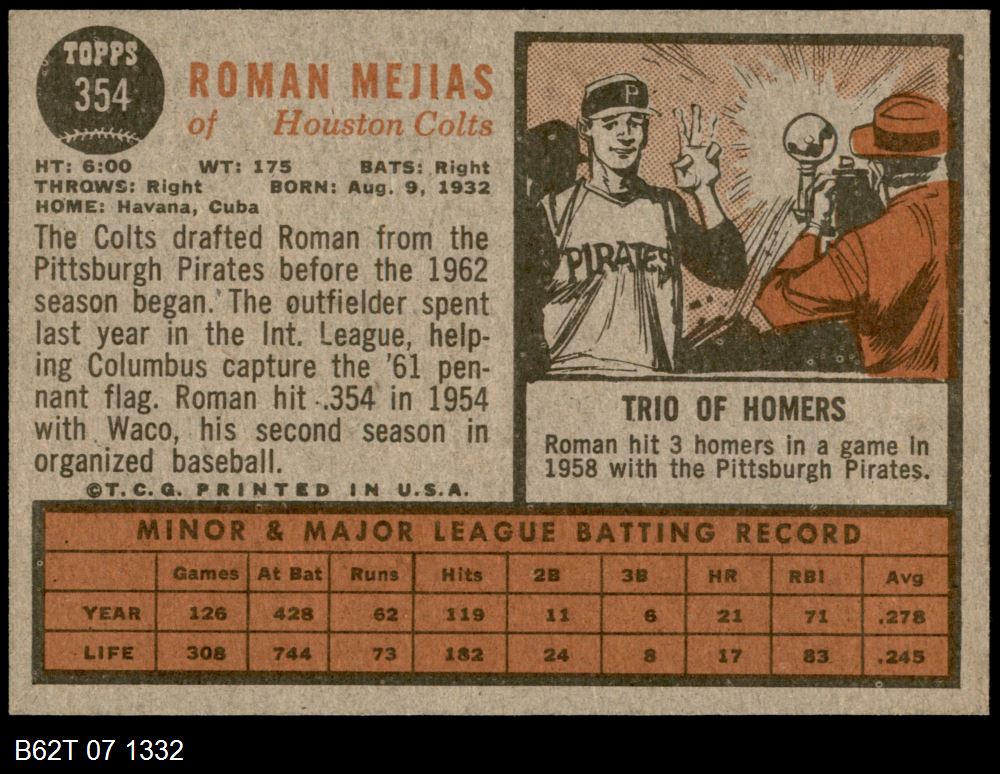 TOPPS
354
ROMAN MEJIAS
of Houston Colts
HT: 6:00 WT: 175 BATS: Right
THROWS: Right BORN: Aug. 9, 1932
HOME: Havana, Cuba
The Colts drafted Roman from the
Pittsburgh Pirates before the 1962
season began. The outfielder spent
last year in the Int. League, help-
ing Columbus capture the '61 pen-
nant flag. Roman hit .354 in 1954
with Waco, his second season in
organized baseball.
©T.C.G. PRINTED IN U.S.A.
P
PIRATES
TRIO OF HOMERS
Roman hit 3 homers in a game in
1958 with the Pittsburgh Pirates.
MINOR & MAJOR LEAGUE BATTING RECORD
Games At Bat Runs Hits 2B 3B HR RBI Avg
YEAR 126 428 62 119 11 6 21 71 .278
LIFE 308 744 73 182 24 8 17 83 .245
B62T 07 1332